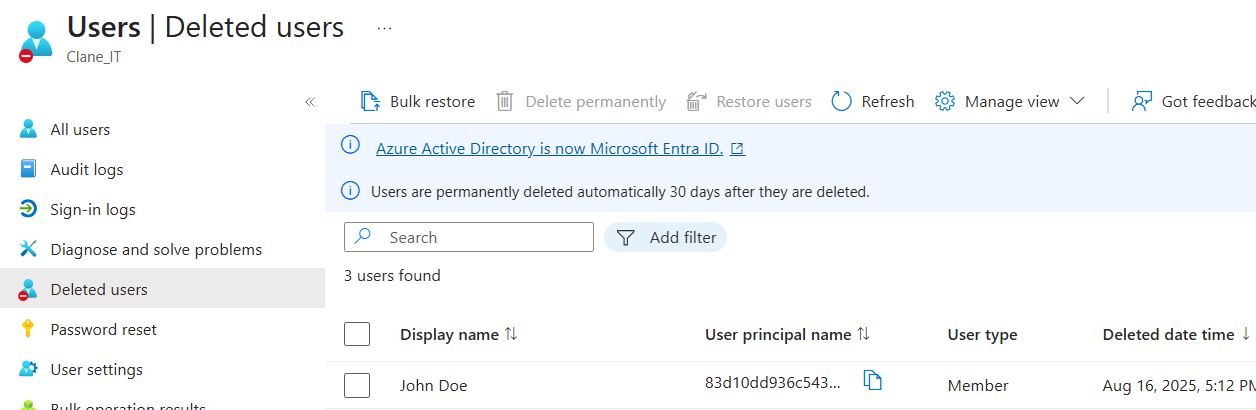 Users | Deleted users ...
Clane_IT
«
All users
Audit logs
Sign-in logs
Diagnose and solve problems
Deleted users
Password reset
User settings
Bulk operation results
Bulk restore Delete permanently Restore users Refresh Manage view Got feedback
Azure Active Directory is now Microsoft Entra ID.
Users are permanently deleted automatically 30 days after they are deleted.
Search Add filter
3 users found
Display name ↑↓ User principal name ↑↓ User type Deleted date time ↓
John Doe 83d10dd936c543... Member Aug 16, 2025, 5:12 PM